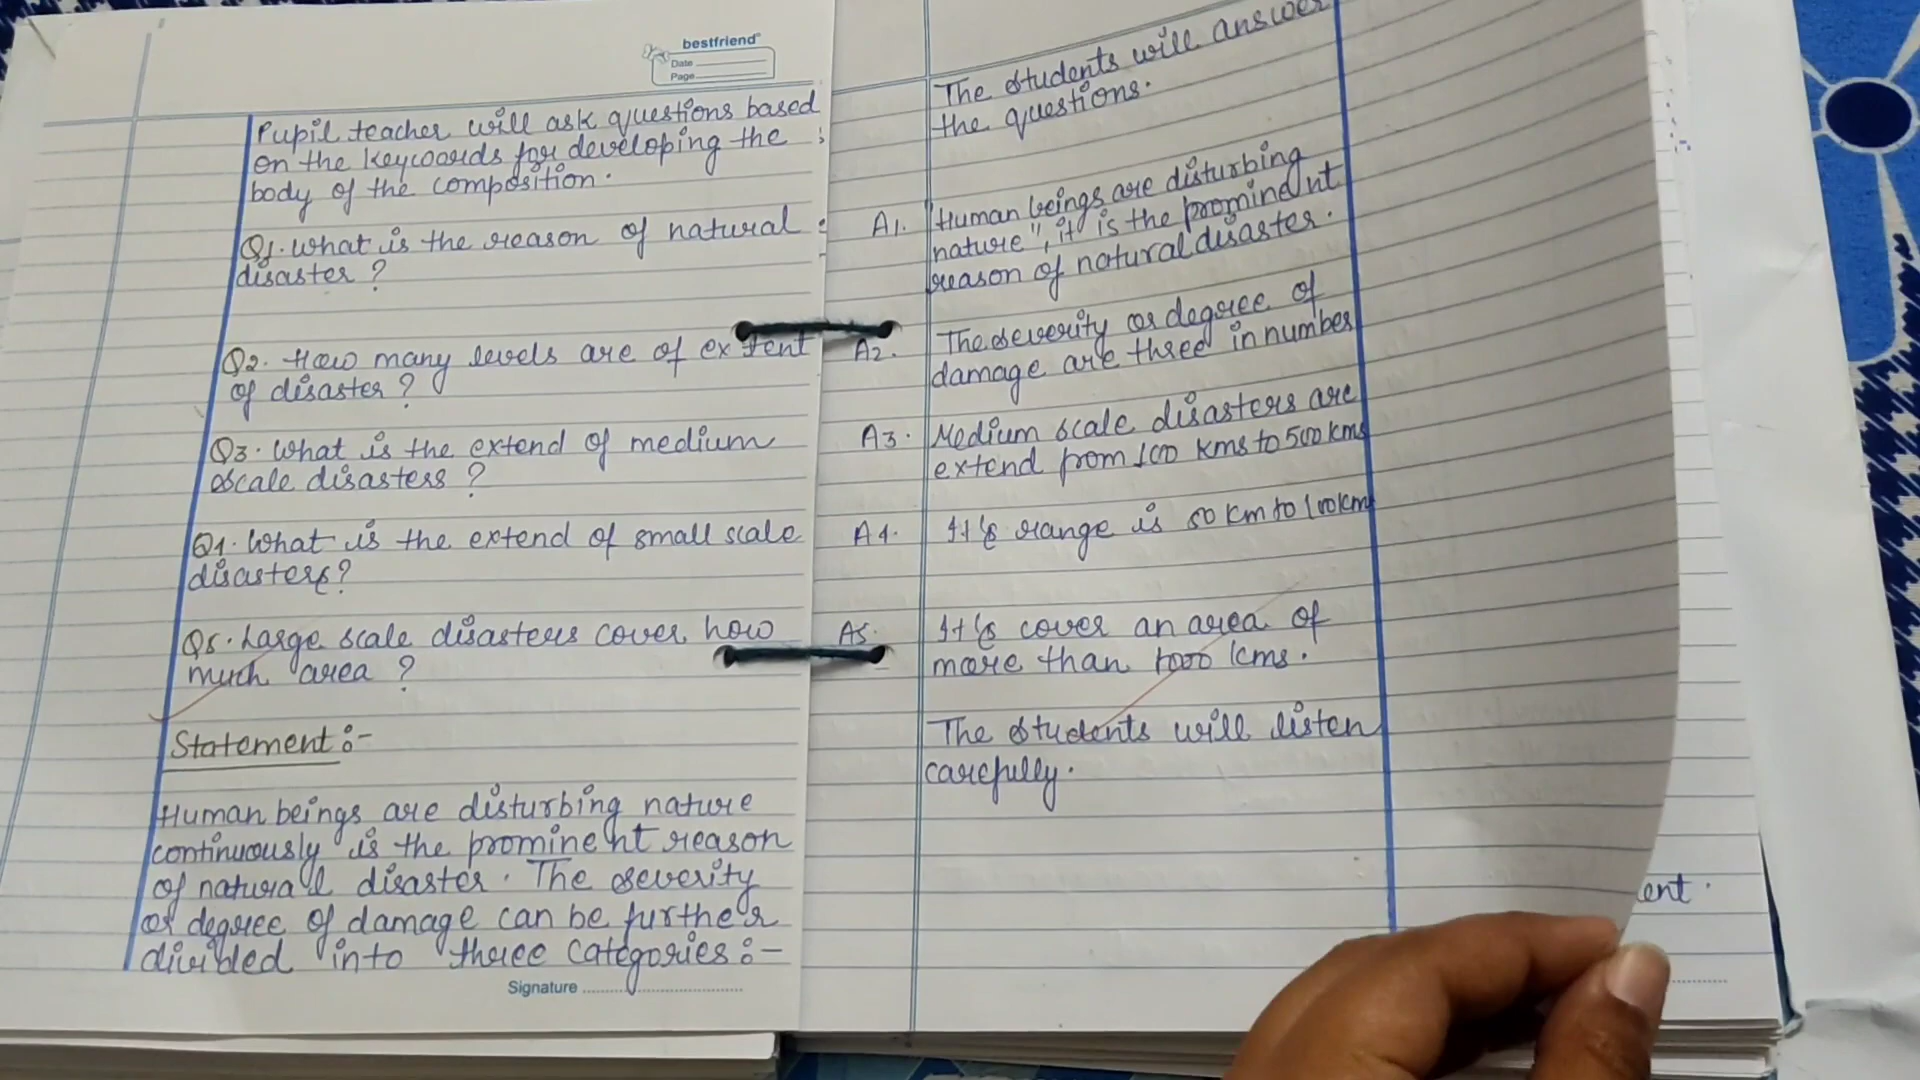 bestfriend
Date
Page
Pupil teacher will ask questions based
on the keywoards for developing the
body of the composition.
Q1. What is the reason of natural
disaster ?
Q2. How many levels are of extent
of disaster ?
Q3. What is the extend of medium
scale disasters ?
Q4. What is the extend of small scale
disasters?
Q5. Large scale disasters cover how
much area ?
Statement :-
Human beings are disturbing nature
continuously is the prominent reason
of natural disaster. The severity
or degree of damage can be further
divided into three categories :-
Signature
The students will answer
the questions.
A1. "Human beings are disturbing
nature", it is the prominent
reason of natural disaster.
A2. The severity or degree of
damage are three in number
A3. Medium scale disasters are
extend from 100 kms to 500 kms
A4. It's range is 50 km to 100 km
A5. It's cover an area of
more than 1000 kms.
The students will listen
carefully.
ent.